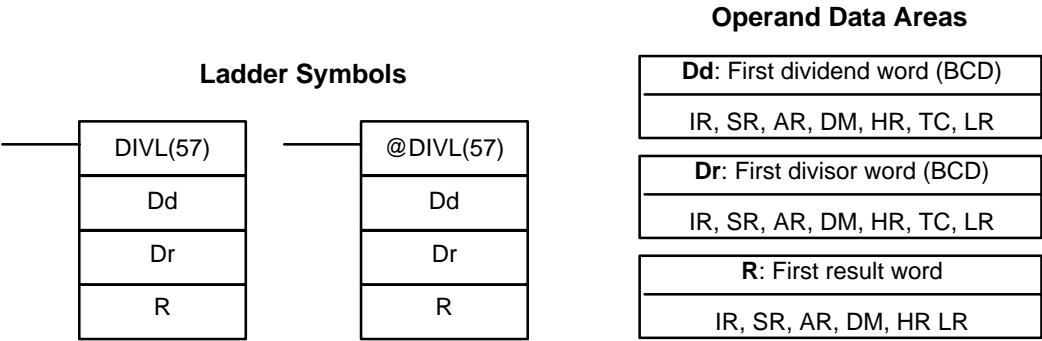 Ladder Symbols
DIVL(57)
Dd
Dr
R
@DIVL(57)
Dd
Dr
R
Operand Data Areas
Dd: First dividend word (BCD)
IR, SR, AR, DM, HR, TC, LR
Dr: First divisor word (BCD)
IR, SR, AR, DM, HR, TC, LR
R: First result word
IR, SR, AR, DM, HR LR